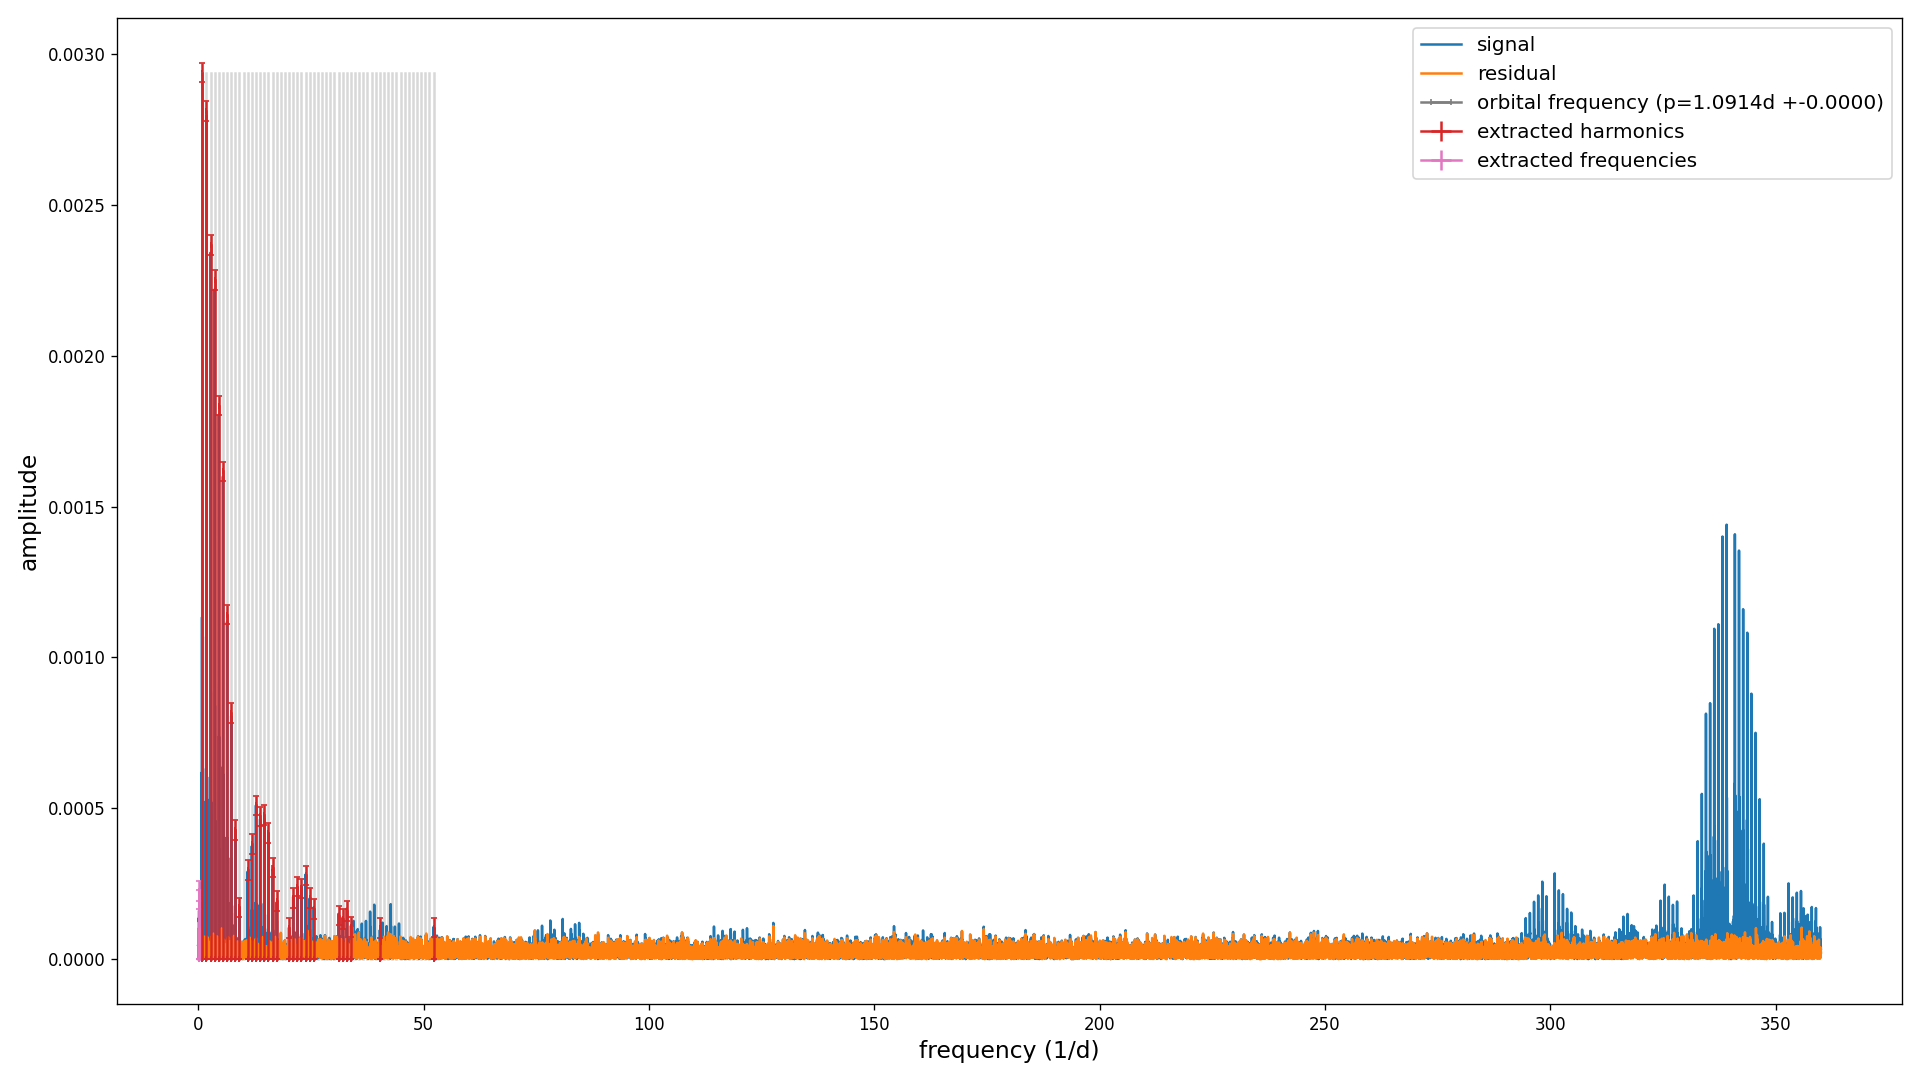 signal
residual
orbital frequency (p=1.0914d +-0.0000)
extracted harmonics
extracted frequencies
0.0030
0.0025
0.0020
0.0015
0.0010
0.0005
0.0000
amplitude
0 50 100 150 200 250 300 350
frequency (1/d)